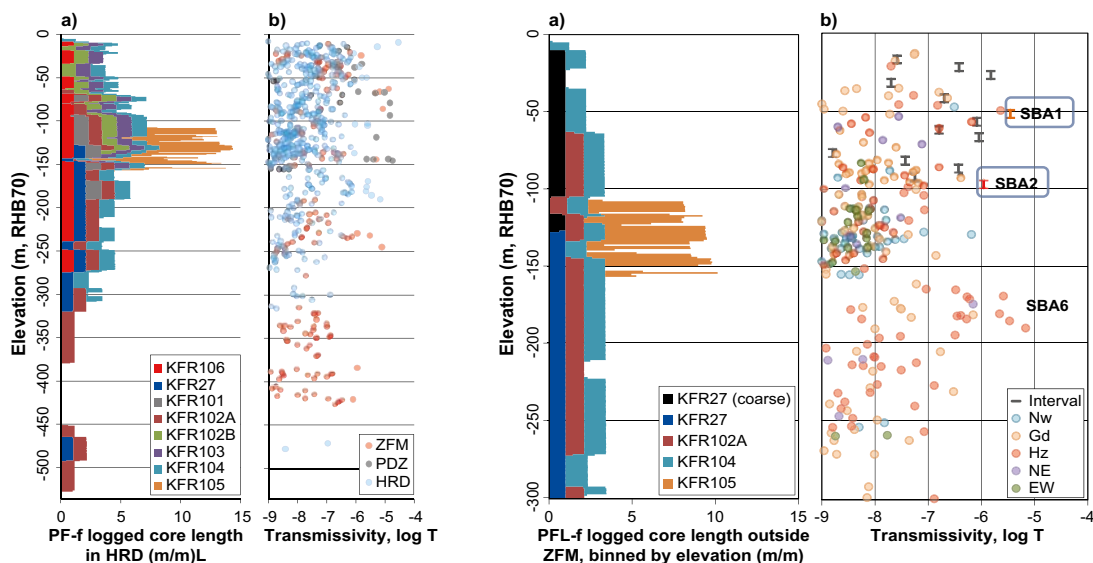 a)
0
-50
-100
-150
-200
-250
-300
-350
-400
-450
-500
Elevation (m, RHB70)
KFR106
KFR27
KFR101
KFR102A
KFR102B
KFR103
KFR104
KFR105
0 5 10 15
PF-f logged core length
in HRD (m/m)L
b)
ZFM
PDZ
HRD
-9 -8 -7 -6 -5 -4
Transmissivity, log T
a)
0
-50
-100
-150
-200
-250
-300
Elevation (m, RHB70)
KFR27 (coarse)
KFR27
KFR102A
KFR104
KFR105
0 5 10 15
PFL-f logged core length outside
ZFM, binned by elevation (m/m)
b)
SBA1
SBA2
SBA6
Interval
Nw
Gd
Hz
NE
EW
-9 -8 -7 -6 -5 -4
Transmissivity, log T